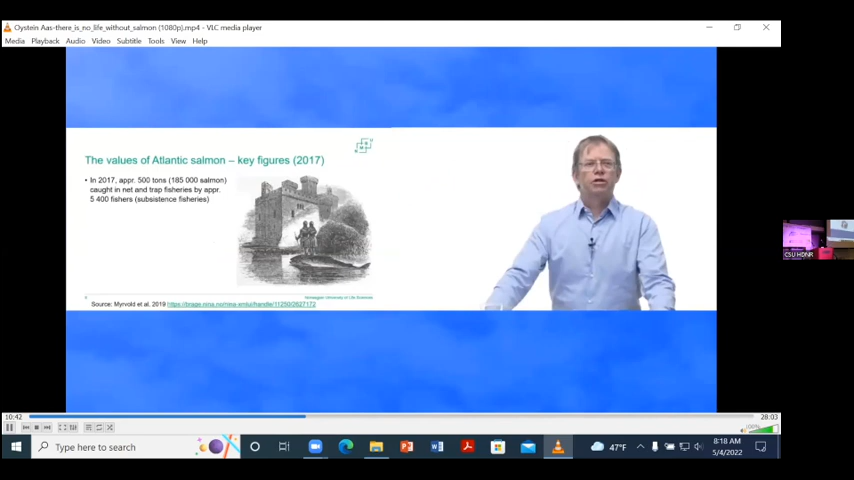 Oystein Aas-there_is_no_life_without_salmon (1080p).mp4 - VLC media player
Media Playback Audio Video Subtitle Tools View Help
The values of Atlantic salmon – key figures (2017)
• In 2017, appr. 500 tons (185 000 salmon)
caught in net and trap fisheries by appr.
5 400 fishers (subsistence fisheries)
Norwegian University of Life Sciences
Source: Myrvold et al. 2019 https://brage.nina.no/nina-xmlui/handle/11250/2627172
CSU HDNR
10:42
28:03
100%
Type here to search
47°F
8:18 AM
5/4/2022